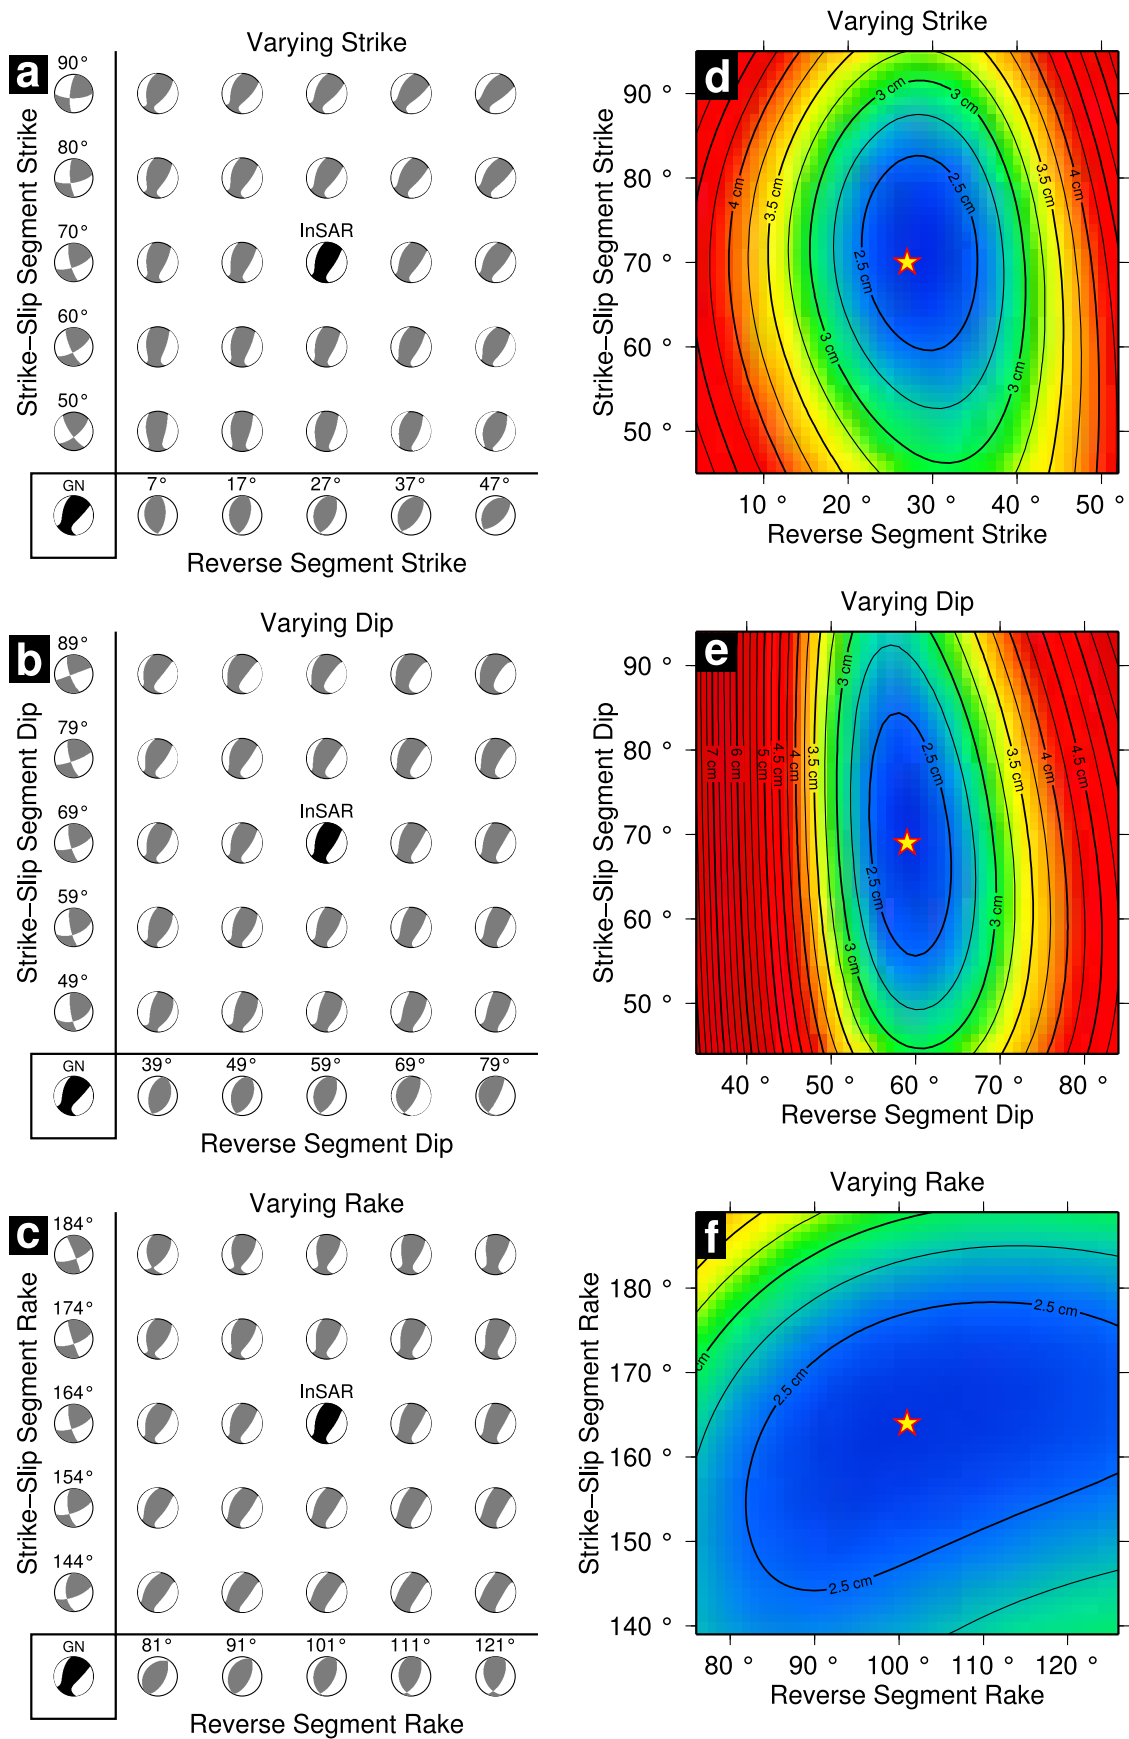 a
Varying Strike
Strike–Slip Segment Strike
90°
80°
70°
60°
50°
InSAR
GN
7°
17°
27°
37°
47°
Reverse Segment Strike
d
Varying Strike
Strike–Slip Segment Strike
90 °
80 °
70 °
60 °
50 °
3 cm
3 cm
4 cm
3.5 cm
2.5 cm
3.5 cm
4 cm
2.5 cm
3 cm
3 cm
10 °
20 °
30 °
40 °
50 °
Reverse Segment Strike
b
Varying Dip
Strike–Slip Segment Dip
89°
79°
69°
59°
49°
InSAR
GN
39°
49°
59°
69°
79°
Reverse Segment Dip
e
Varying Dip
Strike–Slip Segment Dip
90 °
80 °
70 °
60 °
50 °
3 cm
7 cm
6 cm
5 cm
4.5 cm
4 cm
3.5 cm
2.5 cm
3.5 cm
4 cm
4.5 cm
2.5 cm
3 cm
3 cm
40 °
50 °
60 °
70 °
80 °
Reverse Segment Dip
c
Varying Rake
Strike–Slip Segment Rake
184°
174°
164°
154°
144°
InSAR
GN
81°
91°
101°
111°
121°
Reverse Segment Rake
f
Varying Rake
Strike–Slip Segment Rake
180 °
170 °
160 °
150 °
140 °
2.5 cm
cm
2.5 cm
2.5 cm
80 °
90 °
100 °
110 °
120 °
Reverse Segment Rake